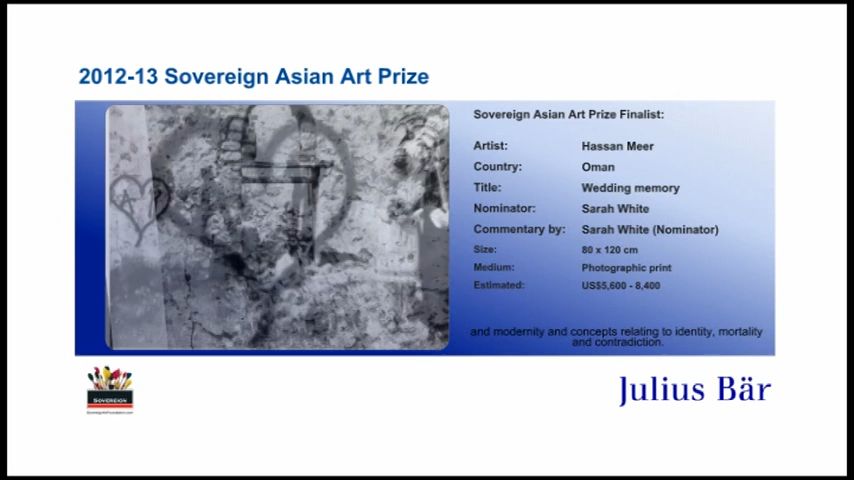 2012-13 Sovereign Asian Art Prize
Sovereign Asian Art Prize Finalist:
Artist: Hassan Meer
Country: Oman
Title: Wedding memory
Nominator: Sarah White
Commentary by: Sarah White (Nominator)
Size: 80 x 120 cm
Medium: Photographic print
Estimated: US$5,600 - 8,400
and modernity and concepts relating to identity, mortality
and contradiction.
SOVEREIGN
SovereignArtFoundation.com
Julius Bär